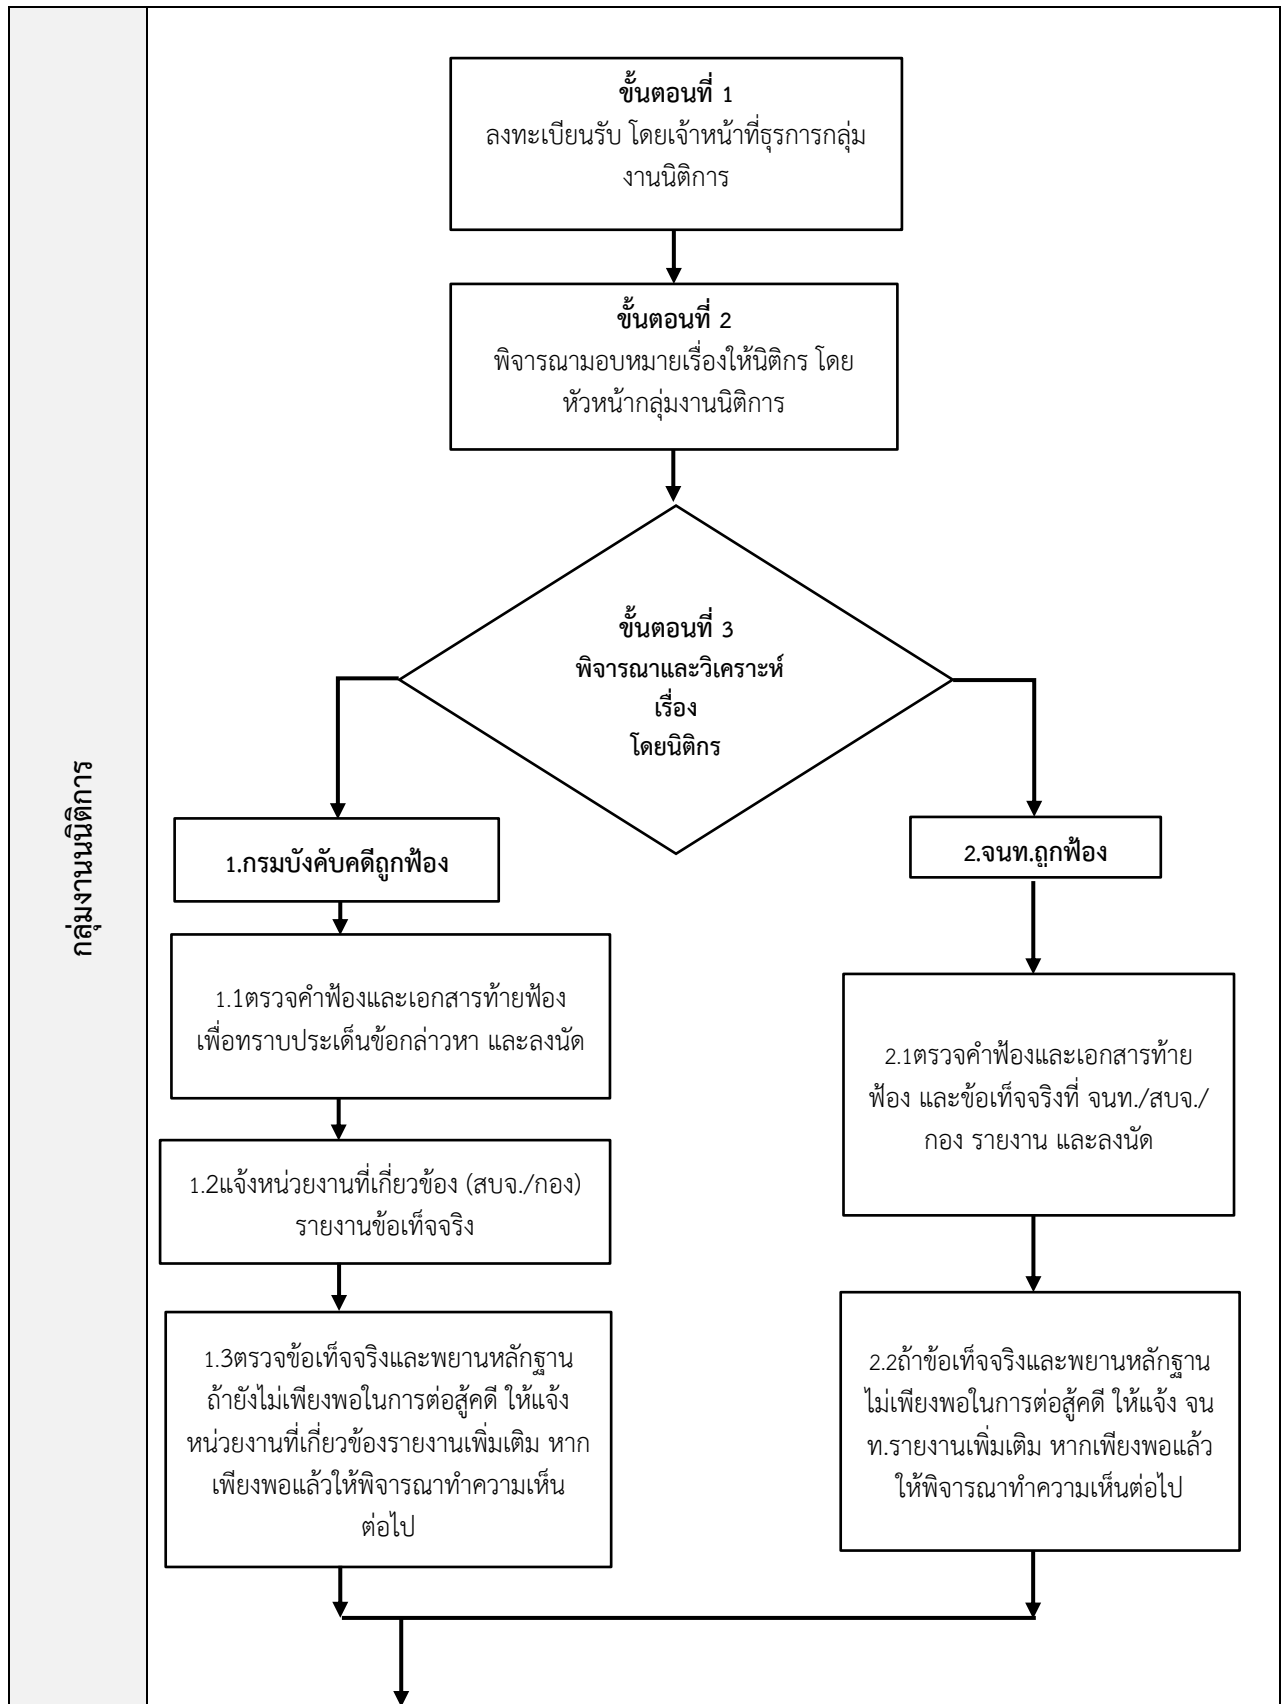 กลุ่มงานนนิติการ
ขั้นตอนที่ 1
ลงทะเบียนรับ โดยเจ้าหน้าที่ธุรการกลุ่ม
งานนิติการ
ขั้นตอนที่ 2
พิจารณามอบหมายเรื่องให้นิติกร โดย
หัวหน้ากลุ่มงานนิติการ
ขั้นตอนที่ 3
พิจารณาและวิเคราะห์
เรื่อง
โดยนิติกร
1.กรมบังคับคดีถูกฟ้อง
1.1ตรวจคำฟ้องและเอกสารท้ายฟ้อง
เพื่อทราบประเด็นข้อกล่าวหา และลงนัด
1.2แจ้งหน่วยงานที่เกี่ยวข้อง (สบจ./กอง)
รายงานข้อเท็จจริง
1.3ตรวจข้อเท็จจริงและพยานหลักฐาน
ถ้ายังไม่เพียงพอในการต่อสู้คดี ให้แจ้ง
หน่วยงานที่เกี่ยวข้องรายงานเพิ่มเติม หาก
เพียงพอแล้วให้พิจารณาทำความเห็น
ต่อไป
2.จนท.ถูกฟ้อง
2.1ตรวจคำฟ้องและเอกสารท้าย
ฟ้อง และข้อเท็จจริงที่ จนท./สบจ./
กอง รายงาน และลงนัด
2.2ถ้าข้อเท็จจริงและพยานหลักฐาน
ไม่เพียงพอในการต่อสู้คดี ให้แจ้ง จน
ท.รายงานเพิ่มเติม หากเพียงพอแล้ว
ให้พิจารณาทำความเห็นต่อไป